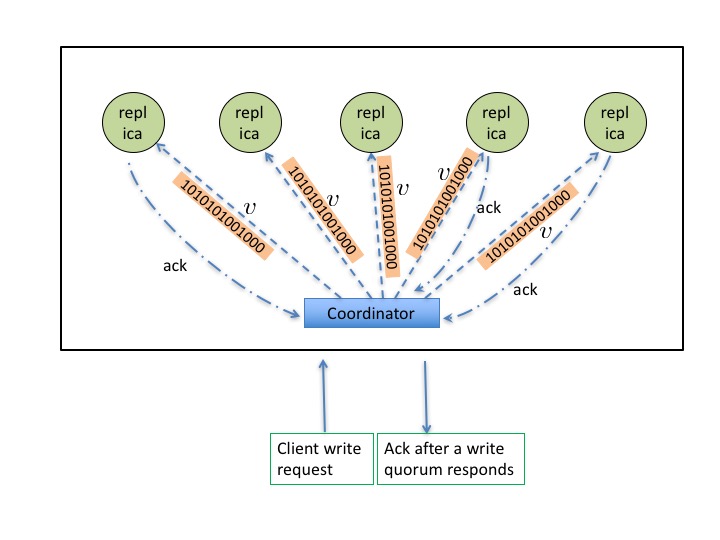 repl
ica
repl
ica
repl
ica
repl
ica
repl
ica
1010101001000
v
1010101001000
v
1010101001000
v
1010101001000
v
1010101001000
v
ack
ack
ack
Coordinator
Client write
request
Ack after a write
quorum responds